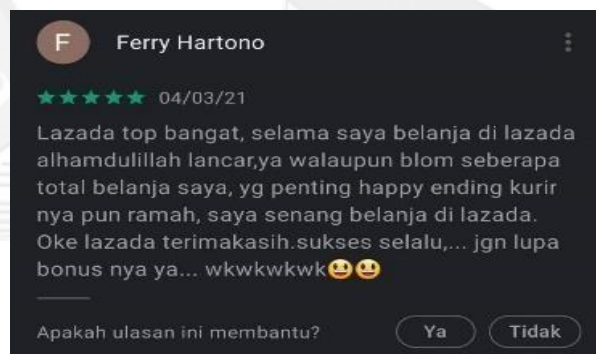 F Ferry Hartono
★★★★★ 04/03/21
Lazada top bangat, selama saya belanja di lazada
alhamdulillah lancar,ya walaupun blom seberapa
total belanja saya, yg penting happy ending kurir
nya pun ramah, saya senang belanja di lazada.
Oke lazada terimakasih.sukses selalu,... jgn lupa
bonus nya ya... wkwkwkwk😃😃
Apakah ulasan ini membantu? Ya Tidak